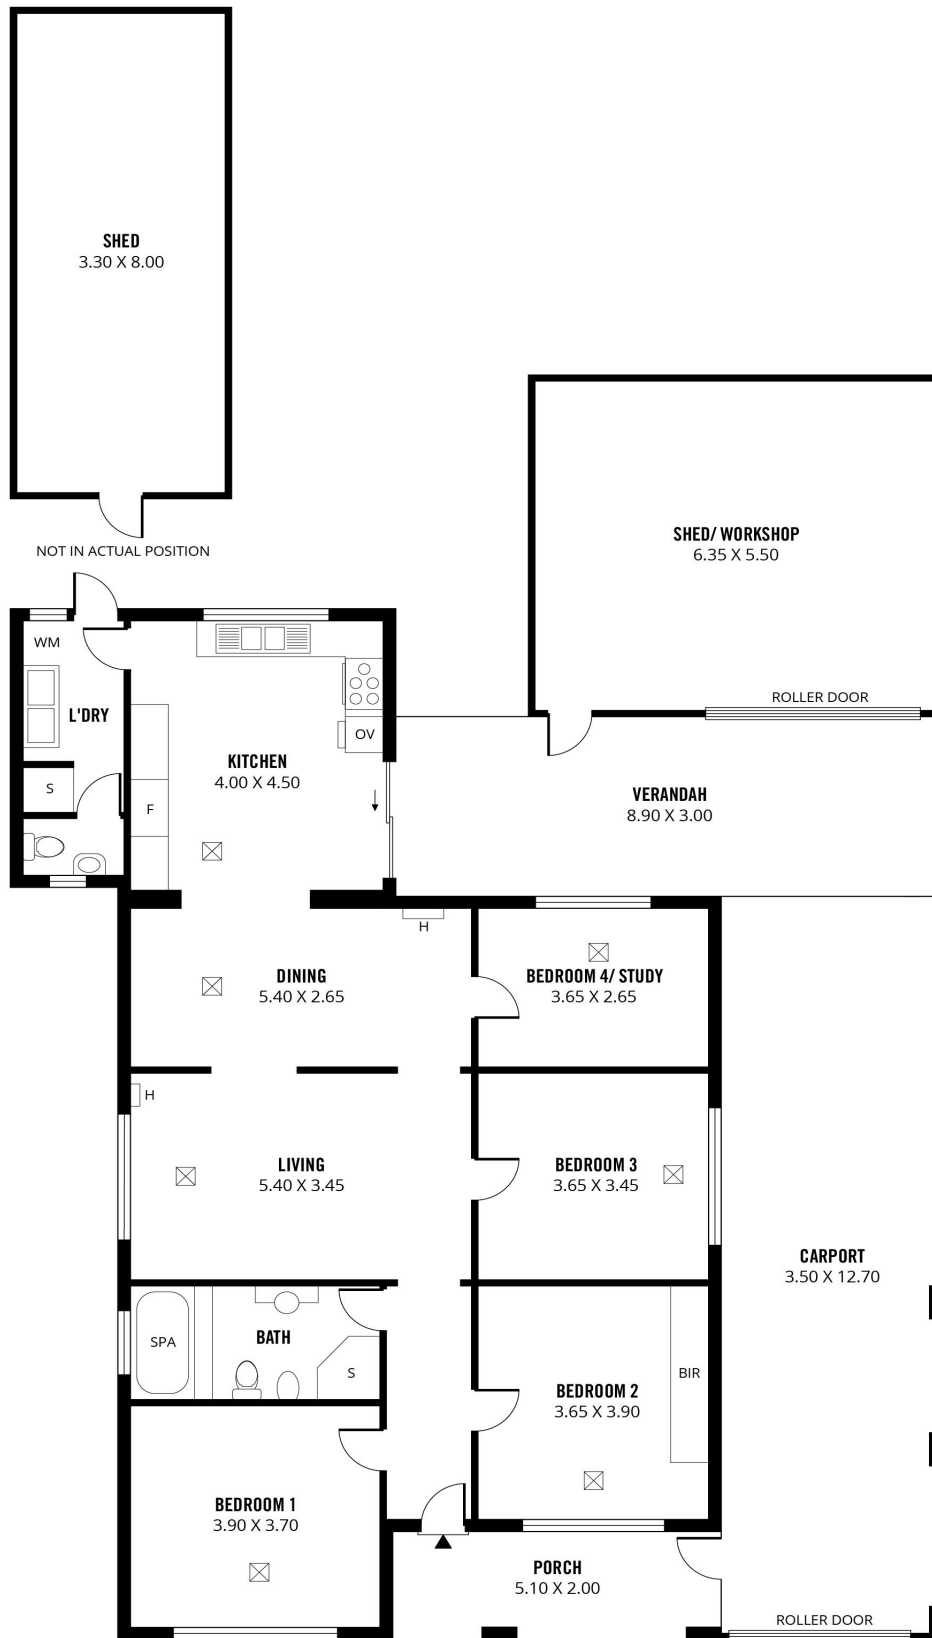 SHED
3.30 X 8.00
NOT IN ACTUAL POSITION
SHED/ WORKSHOP
6.35 X 5.50
ROLLER DOOR
WM
L'DRY
S
KITCHEN
4.00 X 4.50
OV
F
VERANDAH
8.90 X 3.00
H
DINING
5.40 X 2.65
BEDROOM 4/ STUDY
3.65 X 2.65
H
LIVING
5.40 X 3.45
BEDROOM 3
3.65 X 3.45
CARPORT
3.50 X 12.70
SPA
BATH
S
BEDROOM 2
3.65 X 3.90
BIR
BEDROOM 1
3.90 X 3.70
PORCH
5.10 X 2.00
ROLLER DOOR